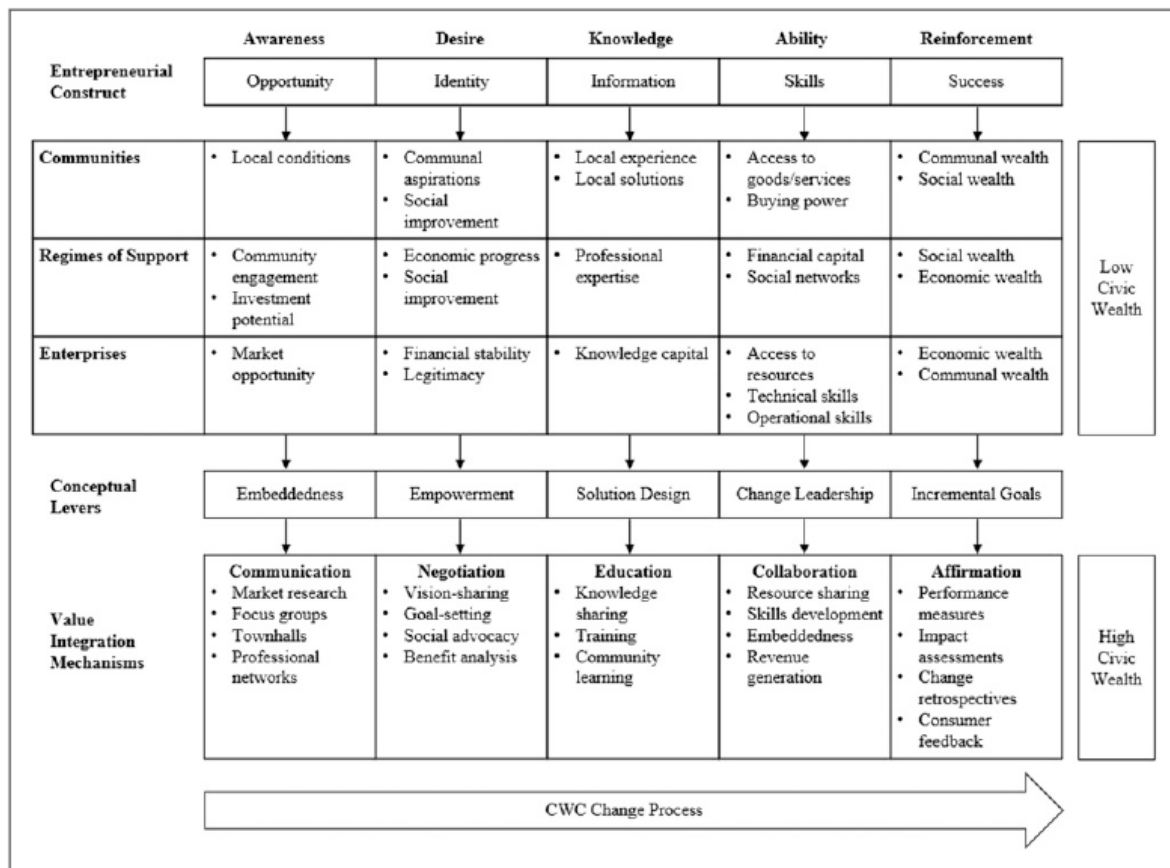 Awareness Desire Knowledge Ability Reinforcement
Entrepreneurial
Construct
Opportunity Identity Information Skills Success
Communities
• Local conditions
• Communal
aspirations
• Social
improvement
• Local experience
• Local solutions
• Access to
goods/services
• Buying power
• Communal wealth
• Social wealth
Regimes of Support
• Community
engagement
• Investment
potential
• Economic progress
• Social
improvement
• Professional
expertise
• Financial capital
• Social networks
• Social wealth
• Economic wealth
Enterprises
• Market
opportunity
• Financial stability
• Legitimacy
• Knowledge capital
• Access to
resources
• Technical skills
• Operational skills
• Economic wealth
• Communal wealth
Low
Civic
Wealth
Conceptual
Levers
Embeddedness Empowerment Solution Design Change Leadership Incremental Goals
Value
Integration
Mechanisms
Communication
• Market research
• Focus groups
• Townhalls
• Professional
networks
Negotiation
• Vision-sharing
• Goal-setting
• Social advocacy
• Benefit analysis
Education
• Knowledge
sharing
• Training
• Community
learning
Collaboration
• Resource sharing
• Skills development
• Embeddedness
• Revenue
generation
Affirmation
• Performance
measures
• Impact
assessments
• Change
retrospectives
• Consumer
feedback
High
Civic
Wealth
CWC Change Process